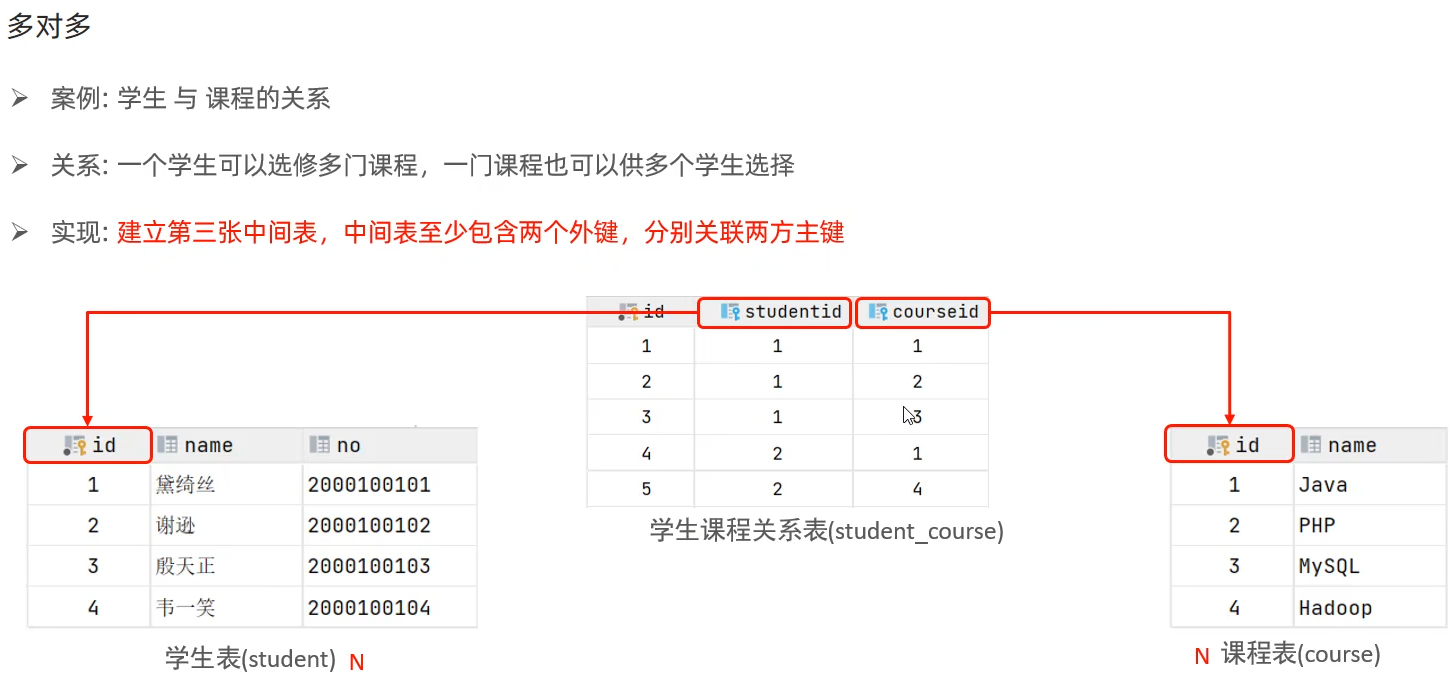 多对多
案例: 学生 与 课程的关系
关系: 一个学生可以选修多门课程，一门课程也可以供多个学生选择
实现: 建立第三张中间表，中间表至少包含两个外键，分别关联两方主键
id studentid courseid
1 1 1
2 1 2
3 1 3
4 2 1
5 2 4
学生课程关系表(student_course)
id name no
1 黛绮丝 2000100101
2 谢逊 2000100102
3 殷天正 2000100103
4 韦一笑 2000100104
学生表(student) N
id name
1 Java
2 PHP
3 MySQL
4 Hadoop
N 课程表(course)